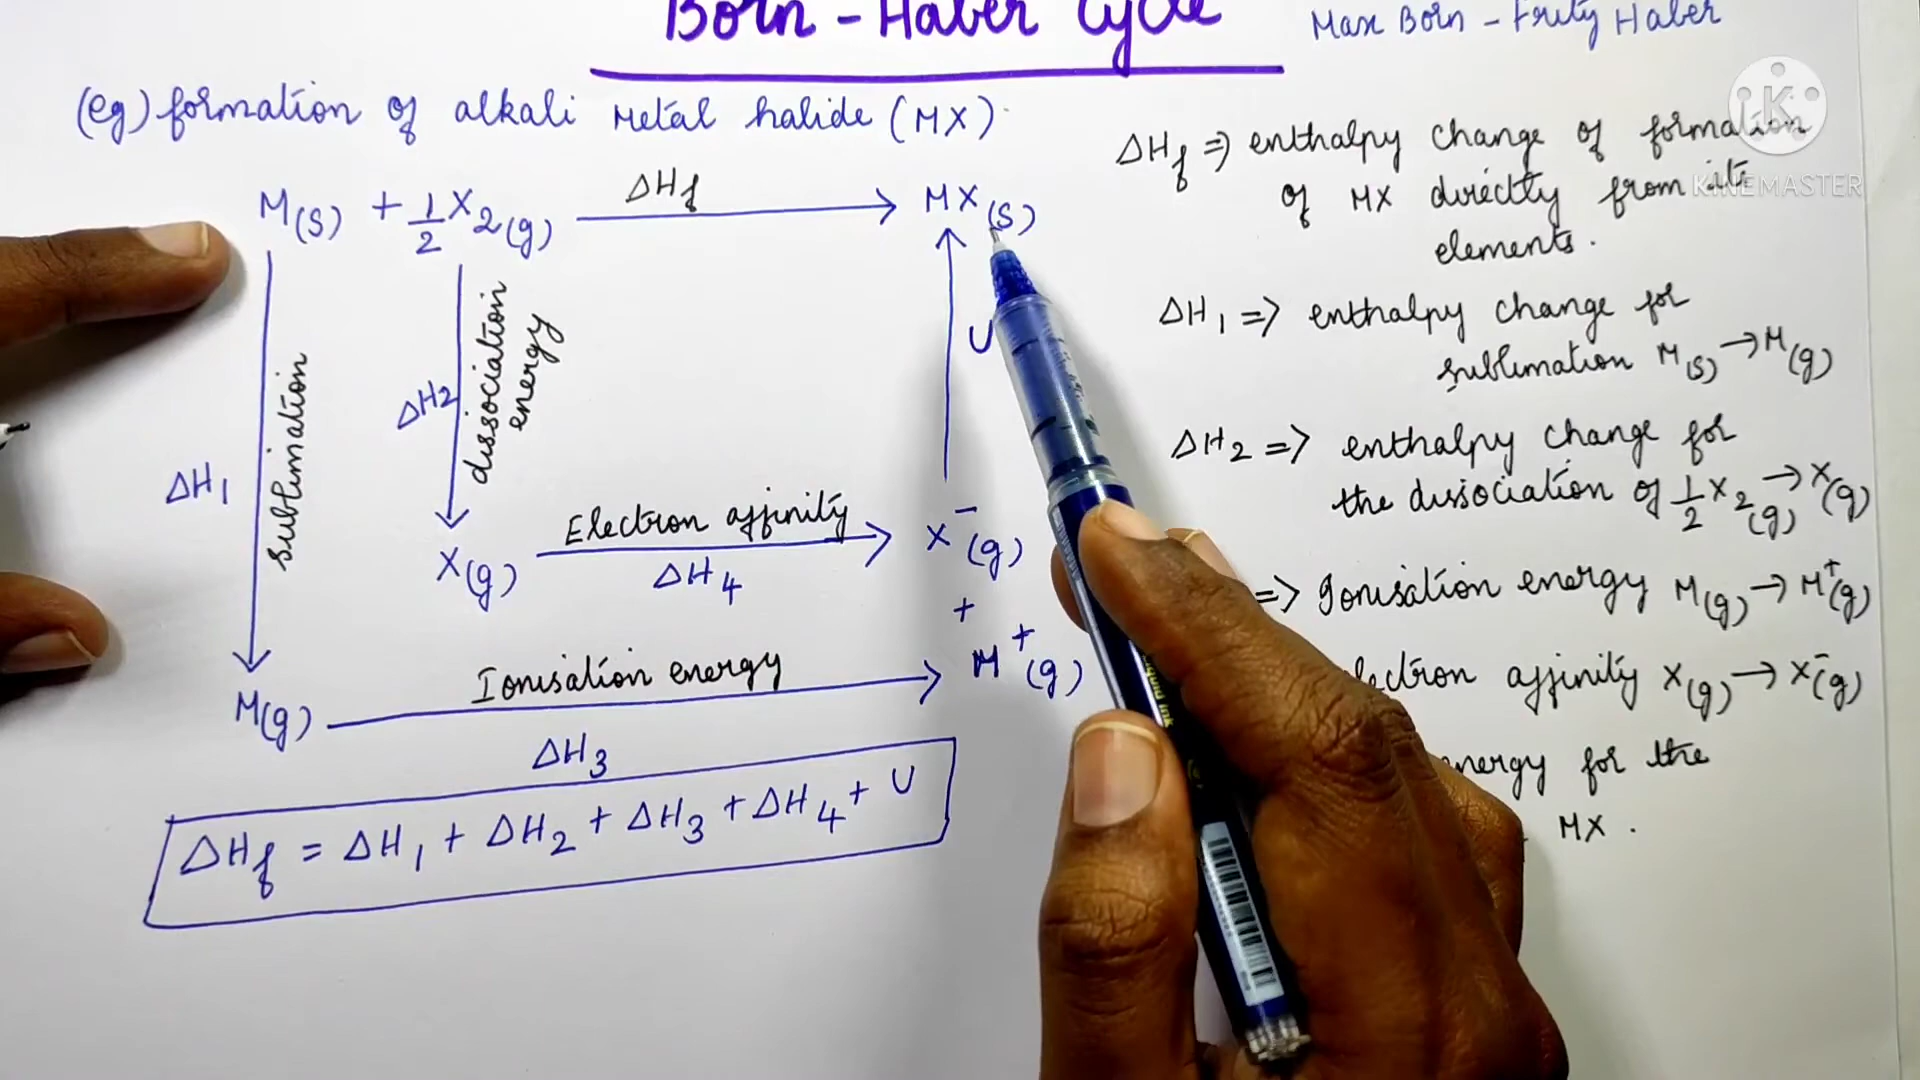 Born - Haber Cycle
Max Born - Fritz Haber
(eg) formation of alkali Metal halide (MX).
M(s) + 1/2 X2(g) → MX(s)
ΔHf
ΔH1
sublimation
ΔH2
dissociation
energy
U
X(g) → X⁻(g)
Electron affinity
ΔH4
+
M(g) → M⁺(g)
Ionisation energy
ΔH3
ΔHf = ΔH1 + ΔH2 + ΔH3 + ΔH4 + U
ΔHf ⇒ enthalpy change of formation
of MX directly from its
elements.
ΔH1 ⇒ enthalpy change for
sublimation M(s) → M(g)
ΔH2 ⇒ enthalpy change for
the dissociation of 1/2 X2(g) → X(g)
⇒ Ionisation energy M(g) → M⁺(g)
affinity X(g) → X⁻(g)
for the
MX.
K
KINEMASTER
liquid ink